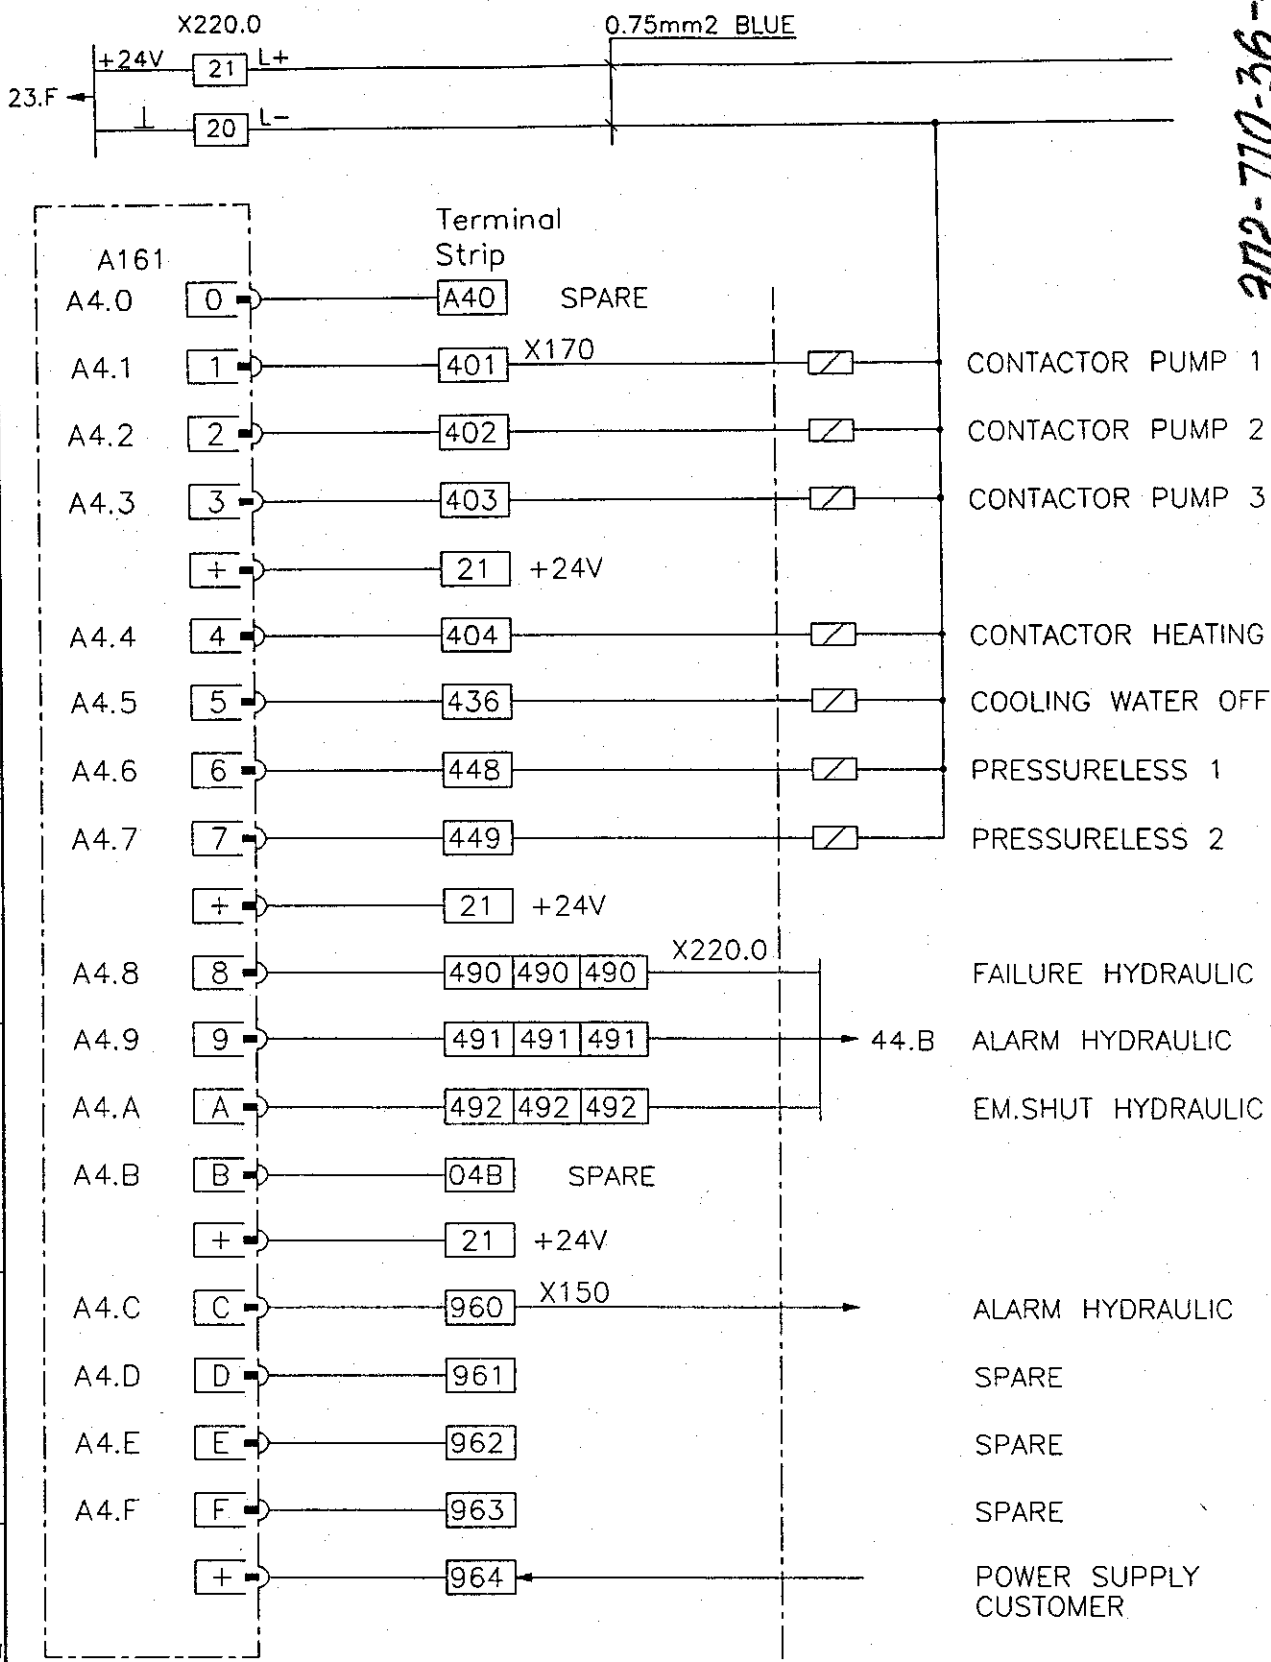 X220.0
0.75mm2 BLUE
+24V 21 L+
23.F
⊥ 20 L-
Terminal
Strip
A161
A4.0 0 A40 SPARE
A4.1 1 401 X170 CONTACTOR PUMP 1
A4.2 2 402 CONTACTOR PUMP 2
A4.3 3 403 CONTACTOR PUMP 3
+ 21 +24V
A4.4 4 404 CONTACTOR HEATING
A4.5 5 436 COOLING WATER OFF
A4.6 6 448 PRESSURELESS 1
A4.7 7 449 PRESSURELESS 2
+ 21 +24V
X220.0
A4.8 8 490 490 490 FAILURE HYDRAULIC
A4.9 9 491 491 491 44.B ALARM HYDRAULIC
A4.A A 492 492 492 EM.SHUT HYDRAULIC
A4.B B 04B SPARE
+ 21 +24V
A4.C C 960 X150 ALARM HYDRAULIC
A4.D D 961 SPARE
A4.E E 962 SPARE
A4.F F 963 SPARE
+ 964 POWER SUPPLY
CUSTOMER